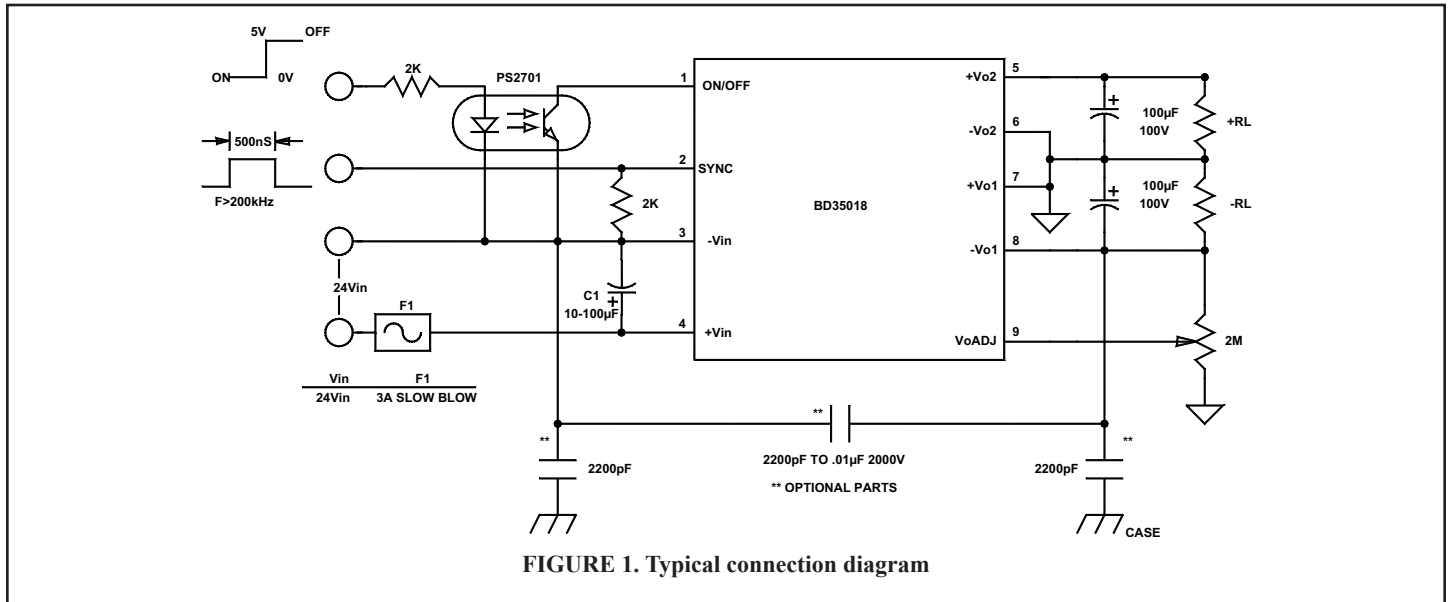 5V OFF
ON 0V
2K
PS2701
500nS
F>200kHz
24Vin
F1
Vin F1
24Vin 3A SLOW BLOW
2K
C1
+
10-100µF
1 ON/OFF
2 SYNC
3 -Vin
4 +Vin
BD35018
+Vo2 5
-Vo2 6
+Vo1 7
-Vo1 8
VoADJ 9
+
100µF
100V
+RL
+
100µF
100V
-RL
2M
**
2200pF
**
2200pF TO .01µF 2000V
** OPTIONAL PARTS
**
2200pF
CASE
FIGURE 1. Typical connection diagram